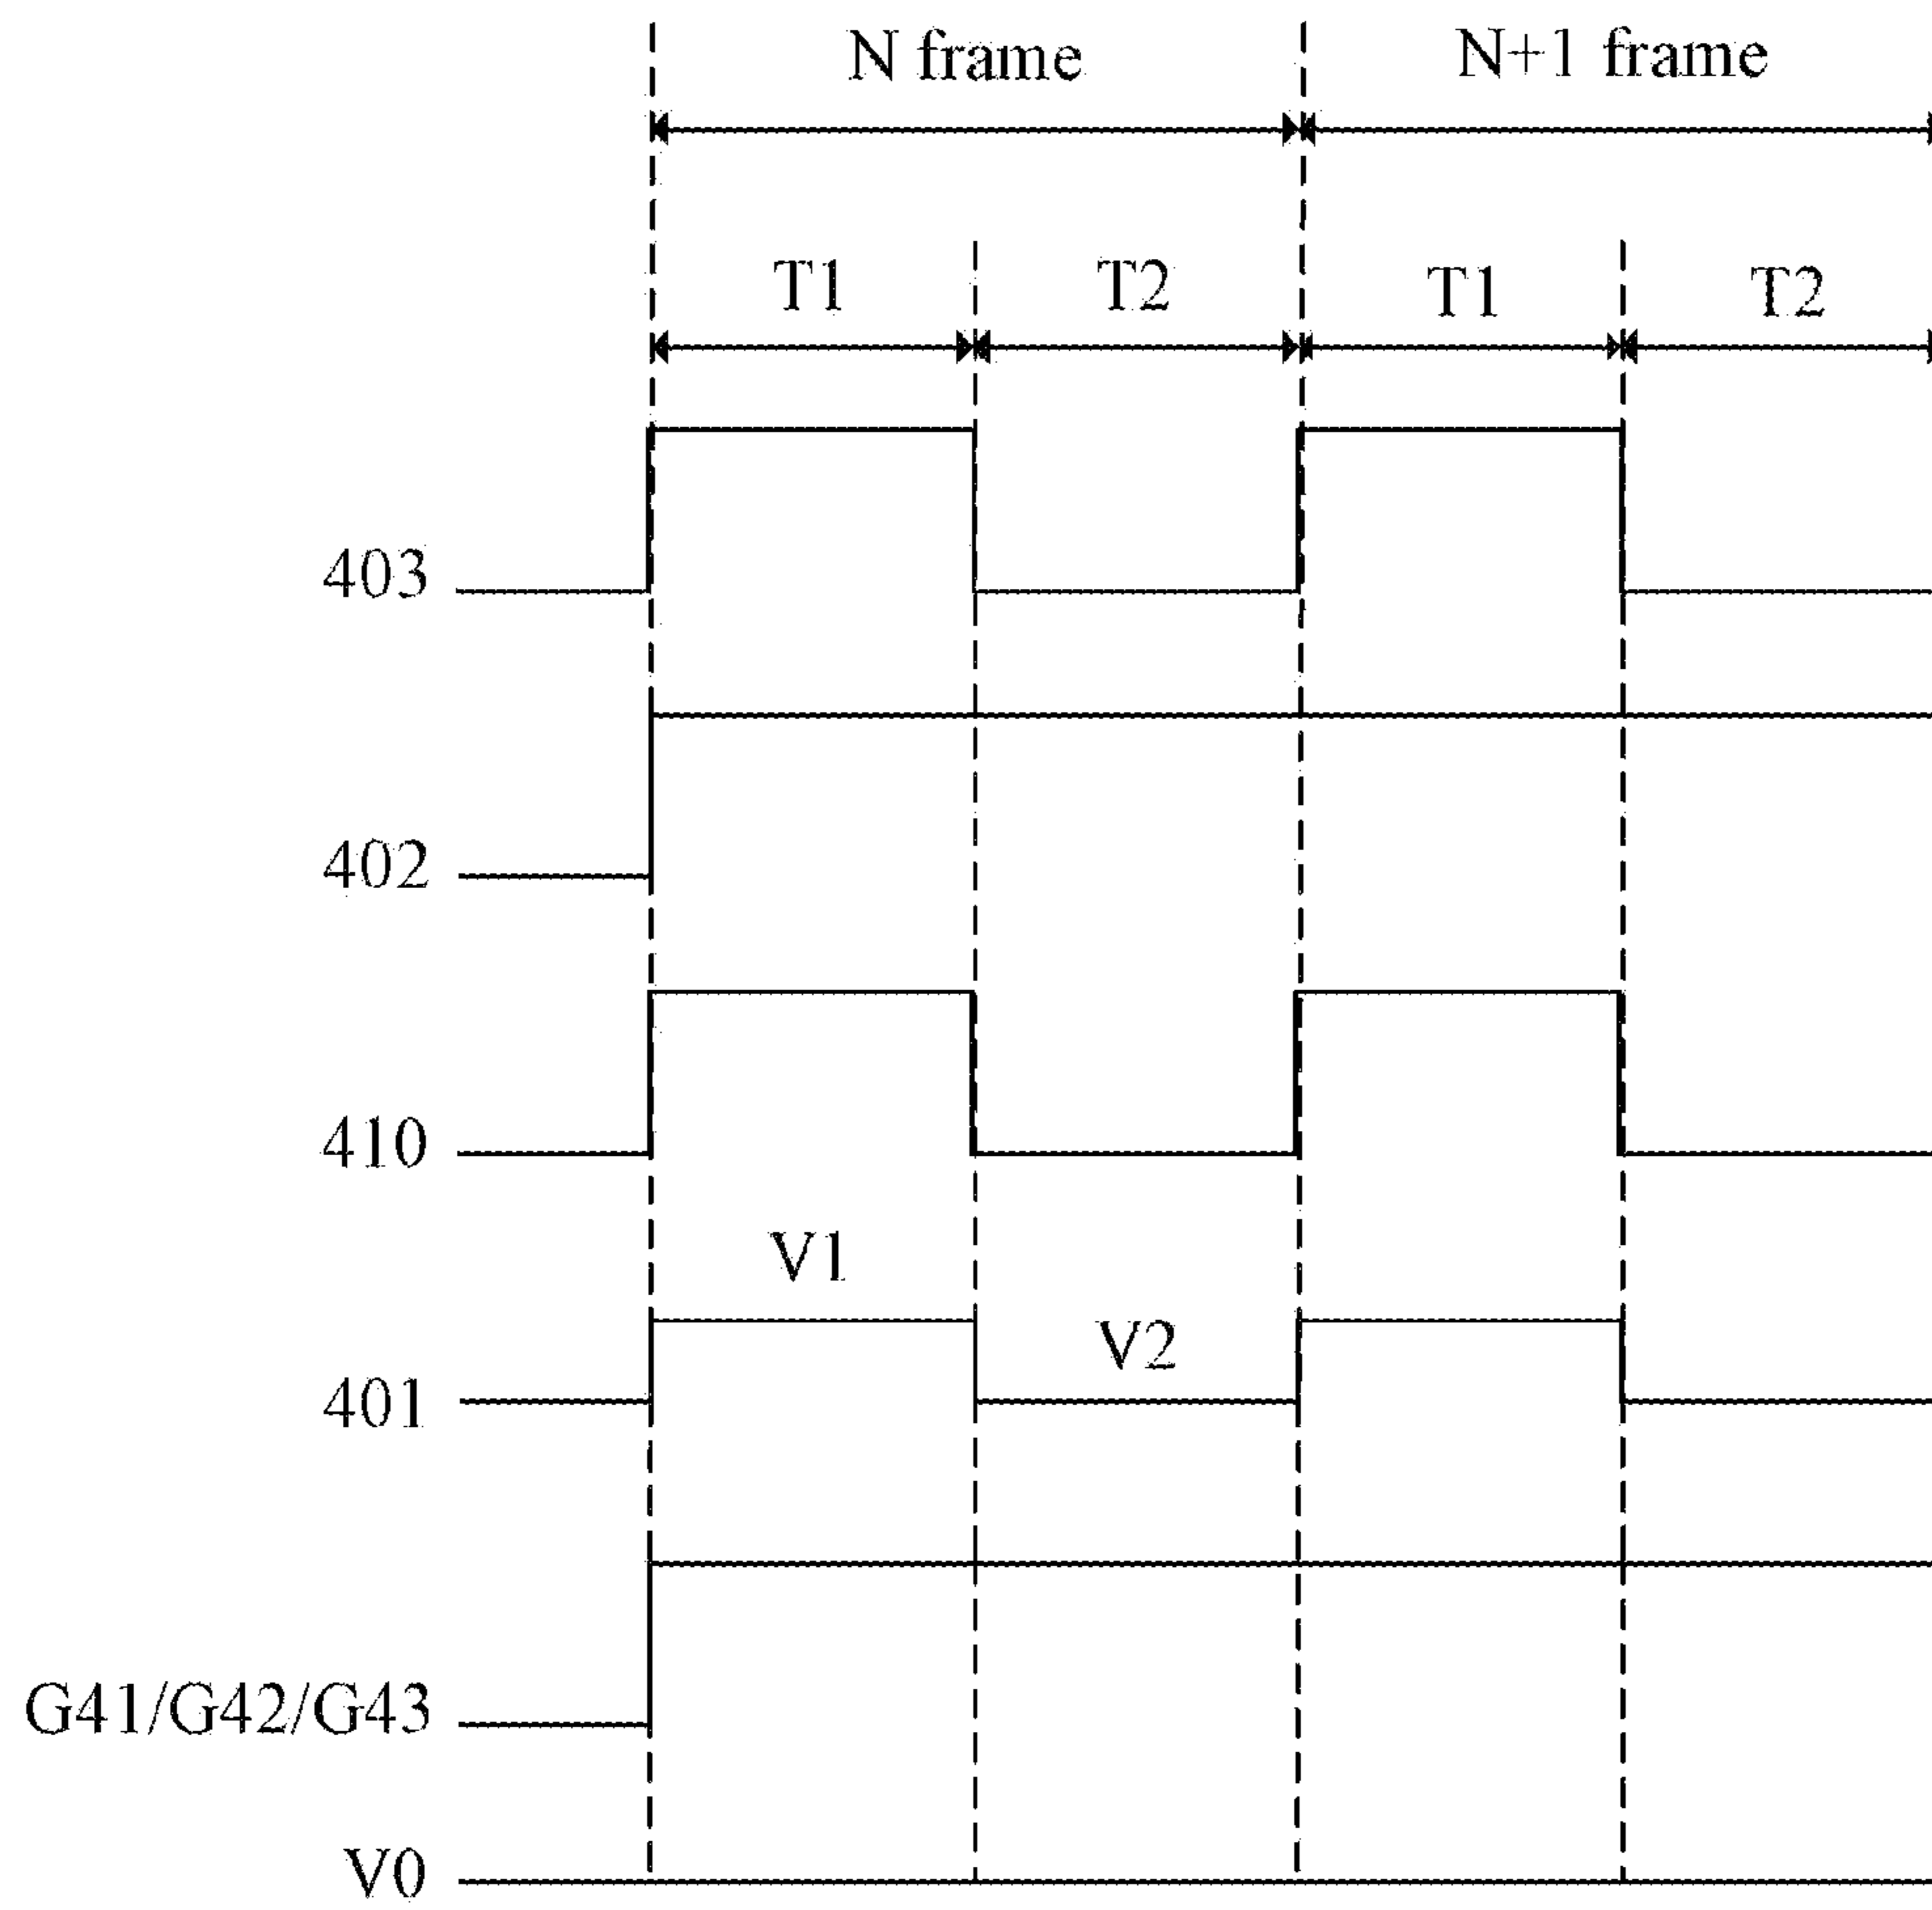 N frame N+1 frame
T1 T2 T1 T2
403
402
410
V1
V2
401
G41/G42/G43
V0